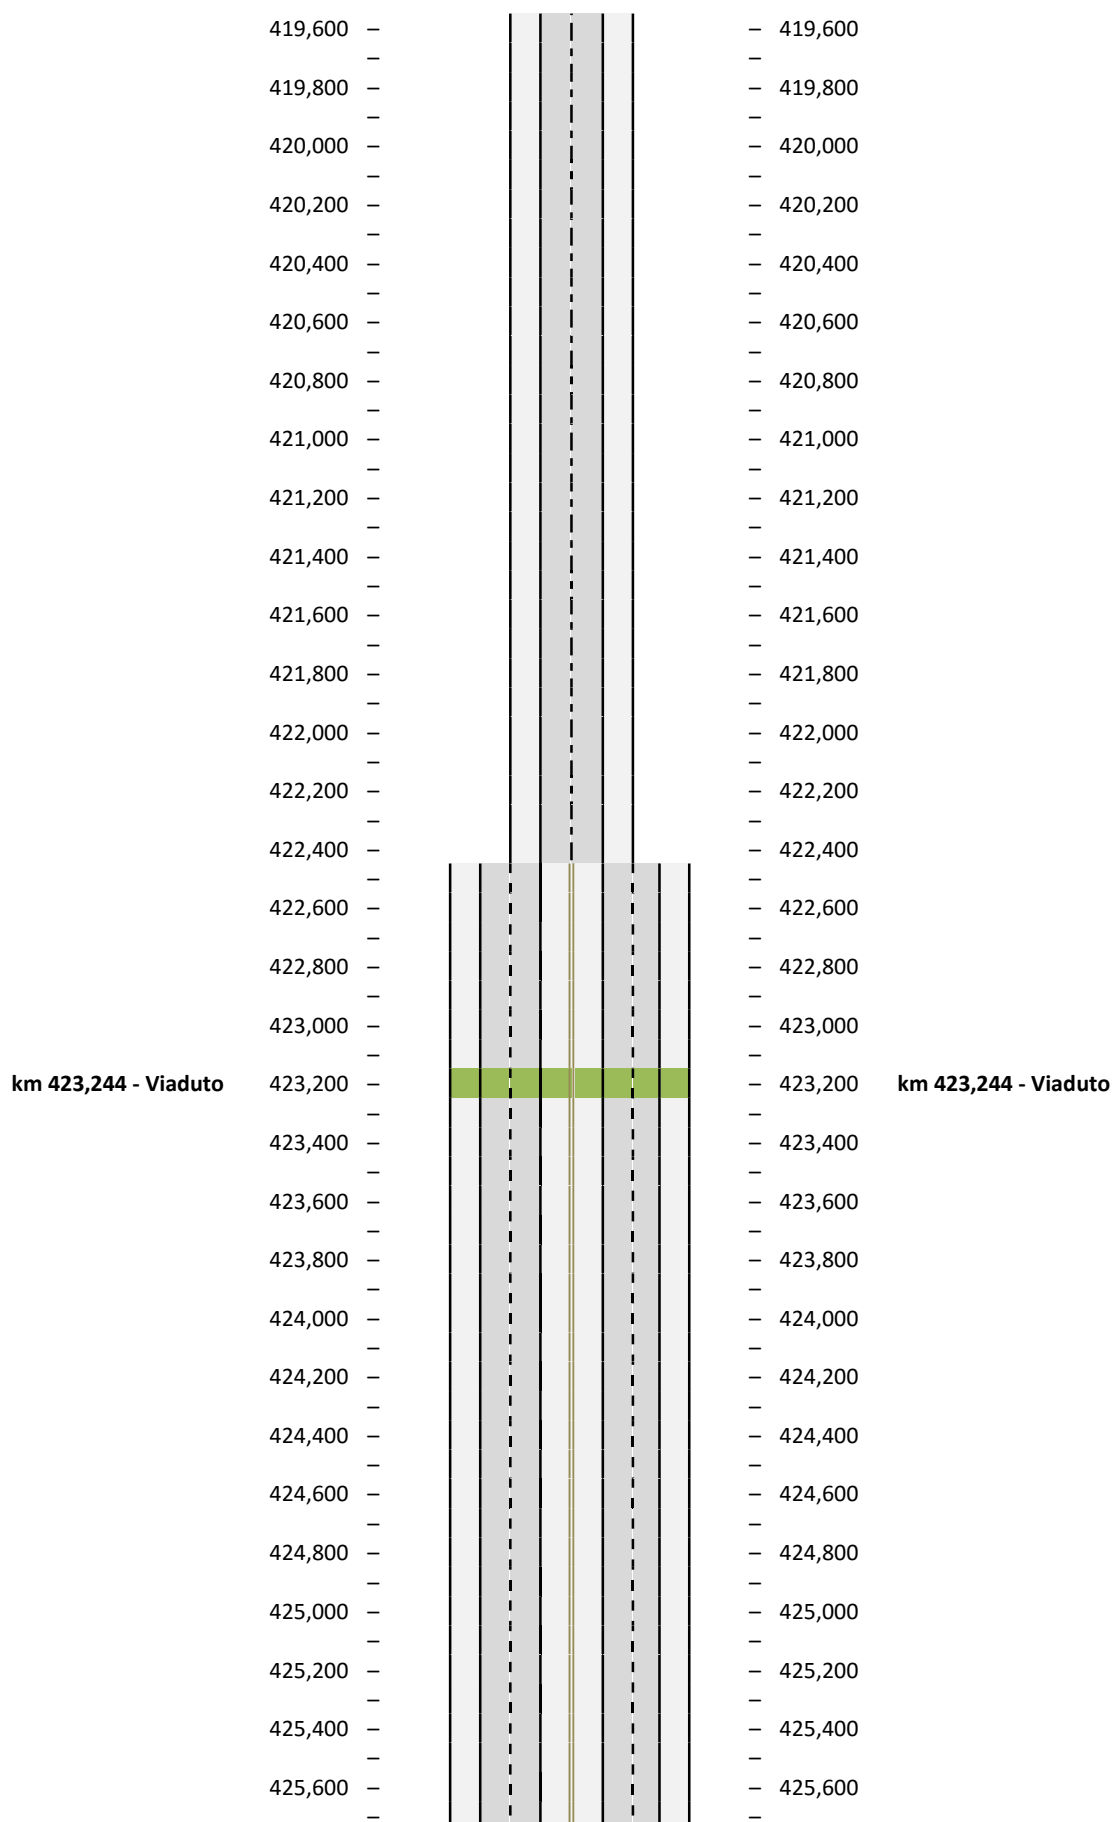 419,600 – – 419,600
– –
419,800 – – 419,800
– –
420,000 – – 420,000
– –
420,200 – – 420,200
– –
420,400 – – 420,400
– –
420,600 – – 420,600
– –
420,800 – – 420,800
– –
421,000 – – 421,000
– –
421,200 – – 421,200
– –
421,400 – – 421,400
– –
421,600 – – 421,600
– –
421,800 – – 421,800
– –
422,000 – – 422,000
– –
422,200 – – 422,200
– –
422,400 – – 422,400
– –
422,600 – – 422,600
– –
422,800 – – 422,800
– –
423,000 – – 423,000
– –
km 423,244 - Viaduto 423,200 – – 423,200 km 423,244 - Viaduto
– –
423,400 – – 423,400
– –
423,600 – – 423,600
– –
423,800 – – 423,800
– –
424,000 – – 424,000
– –
424,200 – – 424,200
– –
424,400 – – 424,400
– –
424,600 – – 424,600
– –
424,800 – – 424,800
– –
425,000 – – 425,000
– –
425,200 – – 425,200
– –
425,400 – – 425,400
– –
425,600 – – 425,600
– –